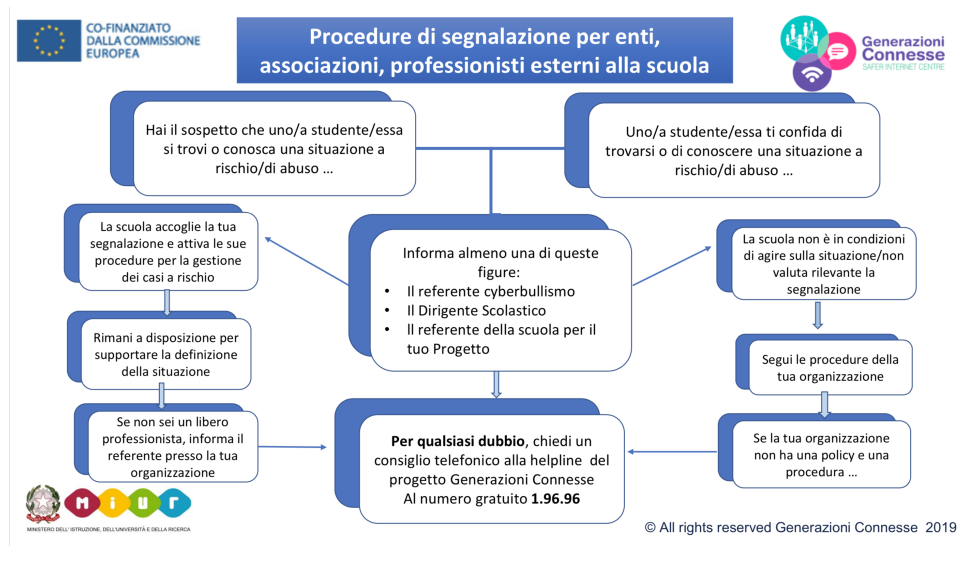 CO-FINANZIATO
DALLA COMMISSIONE
EUROPEA
Procedure di segnalazione per enti,
associazioni, professionisti esterni alla scuola
Generazioni
Connesse
SAFER INTERNET CENTRE
Hai il sospetto che uno/a studente/essa
si trovi o conosca una situazione a
rischio/di abuso ...
Uno/a studente/essa ti confida di
trovarsi o di conoscere una situazione a
rischio/di abuso ...
La scuola accoglie la tua
segnalazione e attiva le sue
procedure per la gestione
dei casi a rischio
Informa almeno una di queste
figure:
• Il referente cyberbullismo
• Il Dirigente Scolastico
• Il referente della scuola per il
tuo Progetto
La scuola non è in condizioni
di agire sulla situazione/non
valuta rilevante la
segnalazione
Rimani a disposizione per
supportare la definizione
della situazione
Segui le procedure della
tua organizzazione
Se non sei un libero
professionista, informa il
referente presso la tua
organizzazione
Per qualsiasi dubbio, chiedi un
consiglio telefonico alla helpline del
progetto Generazioni Connesse
Al numero gratuito 1.96.96
Se la tua organizzazione
non ha una policy e una
procedura ...
MIUR
MINISTERO DELL' ISTRUZIONE, DELL'UNIVERSITÀ E DELLA RICERCA
© All rights reserved Generazioni Connesse 2019